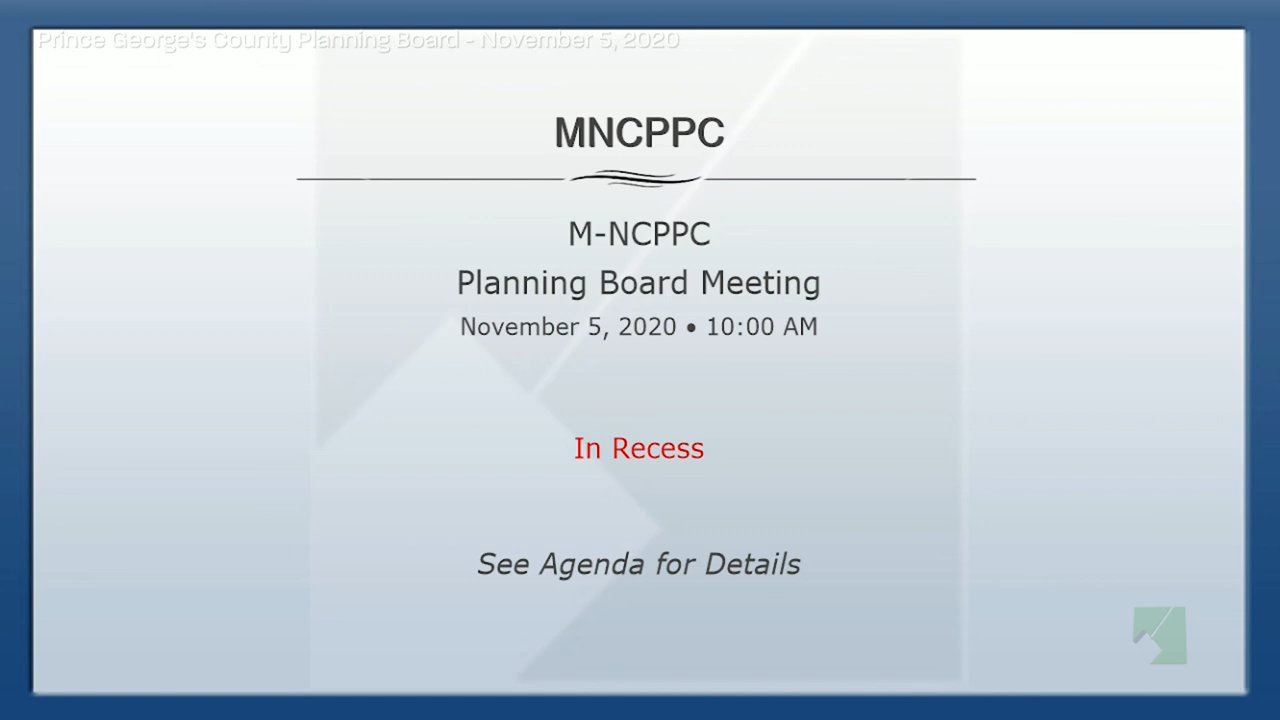 Prince George's County Planning Board - November 5, 2020
MNCPPC
M-NCPPC
Planning Board Meeting
November 5, 2020 • 10:00 AM
In Recess
See Agenda for Details